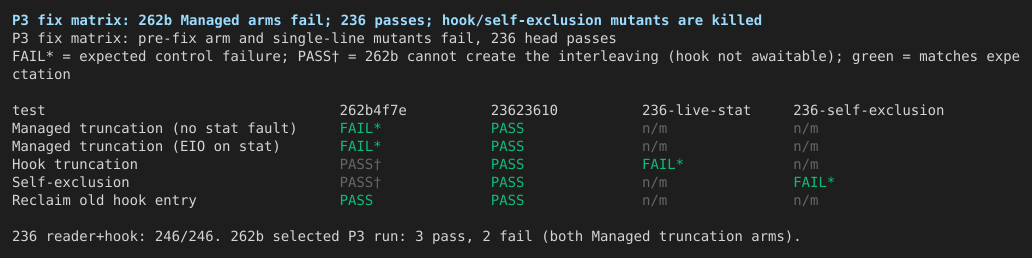 P3 fix matrix: 262b Managed arms fail; 236 passes; hook/self-exclusion mutants are killed
P3 fix matrix: pre-fix arm and single-line mutants fail, 236 head passes
FAIL* = expected control failure; PASS† = 262b cannot create the interleaving (hook not awaitable); green = matches expe
ctation
test 262b4f7e 23623610 236-live-stat 236-self-exclusion
Managed truncation (no stat fault) FAIL* PASS n/m n/m
Managed truncation (EIO on stat) FAIL* PASS n/m n/m
Hook truncation PASS† PASS FAIL* n/m
Self-exclusion PASS† PASS n/m FAIL*
Reclaim old hook entry PASS PASS n/m n/m
236 reader+hook: 246/246. 262b selected P3 run: 3 pass, 2 fail (both Managed truncation arms).